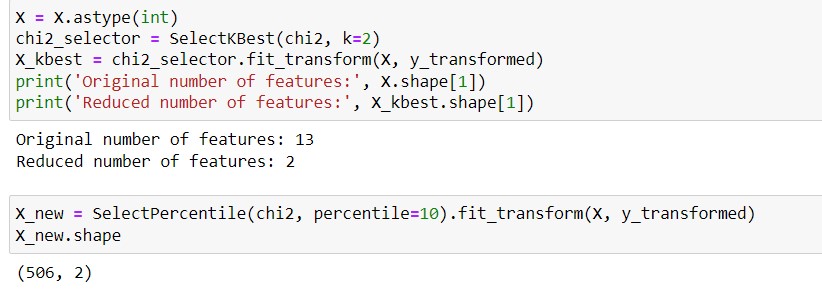 X = X.astype(int)
chi2_selector = SelectKBest(chi2, k=2)
X_kbest = chi2_selector.fit_transform(X, y_transformed)
print('Original number of features:', X.shape[1])
print('Reduced number of features:', X_kbest.shape[1])
Original number of features: 13
Reduced number of features: 2
X_new = SelectPercentile(chi2, percentile=10).fit_transform(X, y_transformed)
X_new.shape
(506, 2)